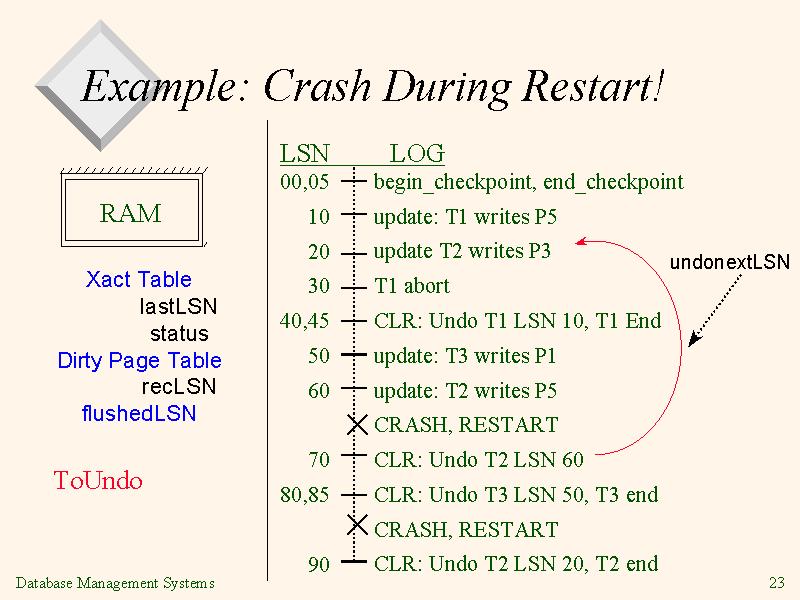 Example: Crash During Restart!
RAM
Xact Table
lastLSN
status
Dirty Page Table
recLSN
flushedLSN
ToUndo
LSN LOG
00,05 begin_checkpoint, end_checkpoint
10 update: T1 writes P5
20 update T2 writes P3
30 T1 abort
40,45 CLR: Undo T1 LSN 10, T1 End
50 update: T3 writes P1
60 update: T2 writes P5
CRASH, RESTART
70 CLR: Undo T2 LSN 60
80,85 CLR: Undo T3 LSN 50, T3 end
CRASH, RESTART
90 CLR: Undo T2 LSN 20, T2 end
undonextLSN
Database Management Systems
23